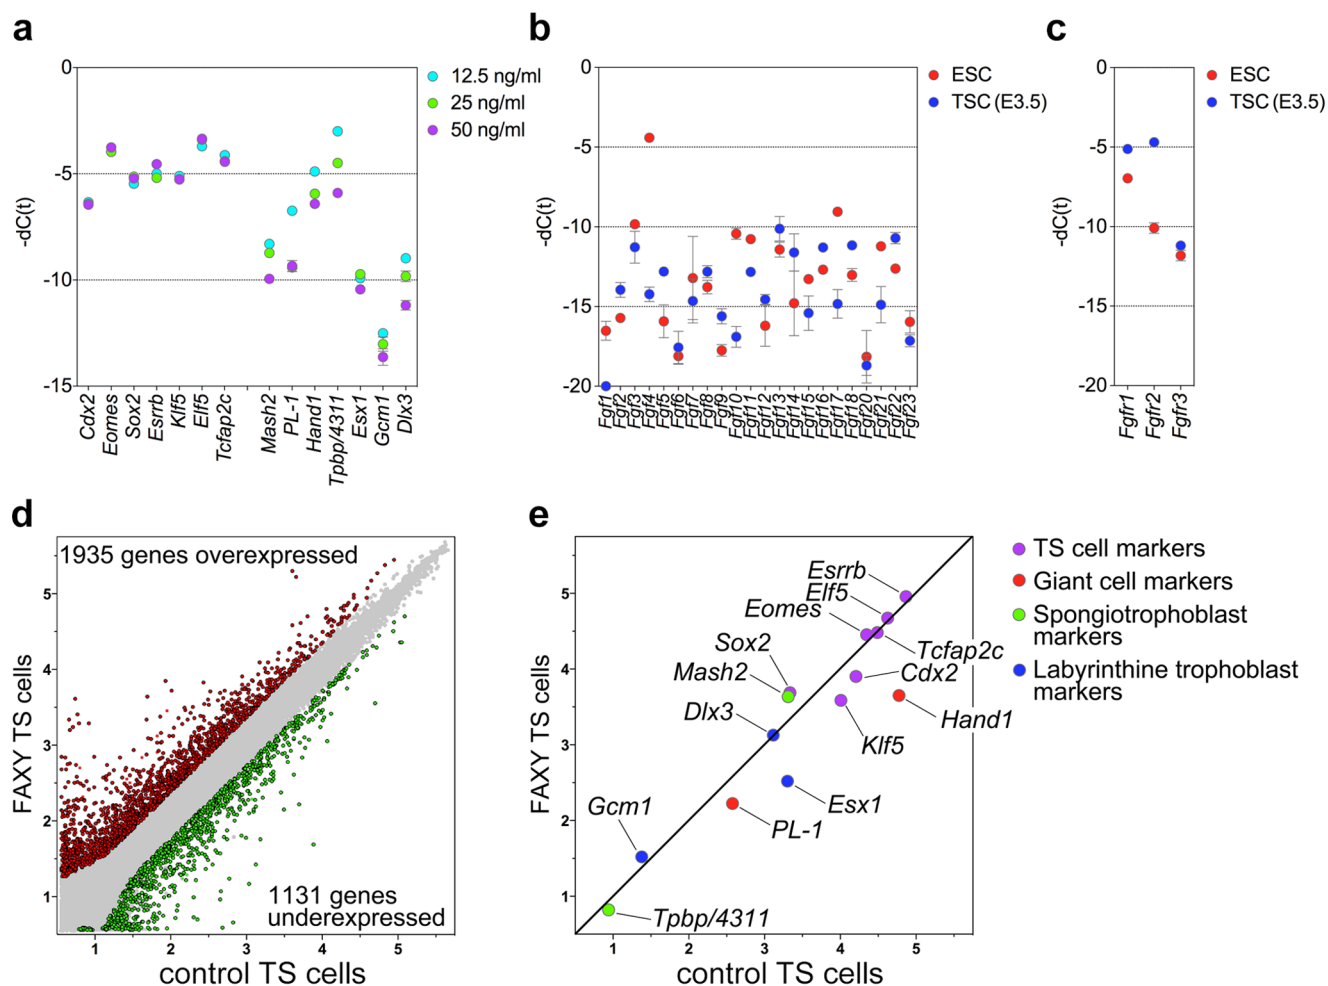 a
b
c
0
-5
-10
-15
-dC(t)
12.5 ng/ml
25 ng/ml
50 ng/ml
Cdx2
Eomes
Sox2
Esrrb
Klf5
Elf5
Tcfap2c
Mash2
PL-1
Hand1
Tpbp/4311
Esx1
Gcm1
Dlx3
0
-5
-10
-15
-20
-dC(t)
ESC
TSC (E3.5)
Fgf1
Fgf2
Fgf3
Fgf4
Fgf5
Fgf6
Fgf7
Fgf8
Fgf9
Fgf10
Fgf11
Fgf12
Fgf13
Fgf14
Fgf15
Fgf16
Fgf17
Fgf18
Fgf20
Fgf21
Fgf22
Fgf23
0
-5
-10
-15
-20
-dC(t)
ESC
TSC (E3.5)
Fgfr1
Fgfr2
Fgfr3
d
1935 genes overexpressed
1131 genes
underexpressed
5
4
3
2
1
FAXY TS cells
1
2
3
4
5
control TS cells
e
5
4
3
2
1
FAXY TS cells
Esrrb
Elf5
Eomes
Sox2
Tcfap2c
Mash2
Cdx2
Dlx3
Hand1
Klf5
Gcm1
Esx1
PL-1
Tpbp/4311
1
2
3
4
5
control TS cells
TS cell markers
Giant cell markers
Spongiotrophoblast
markers
Labyrinthine trophoblast
markers